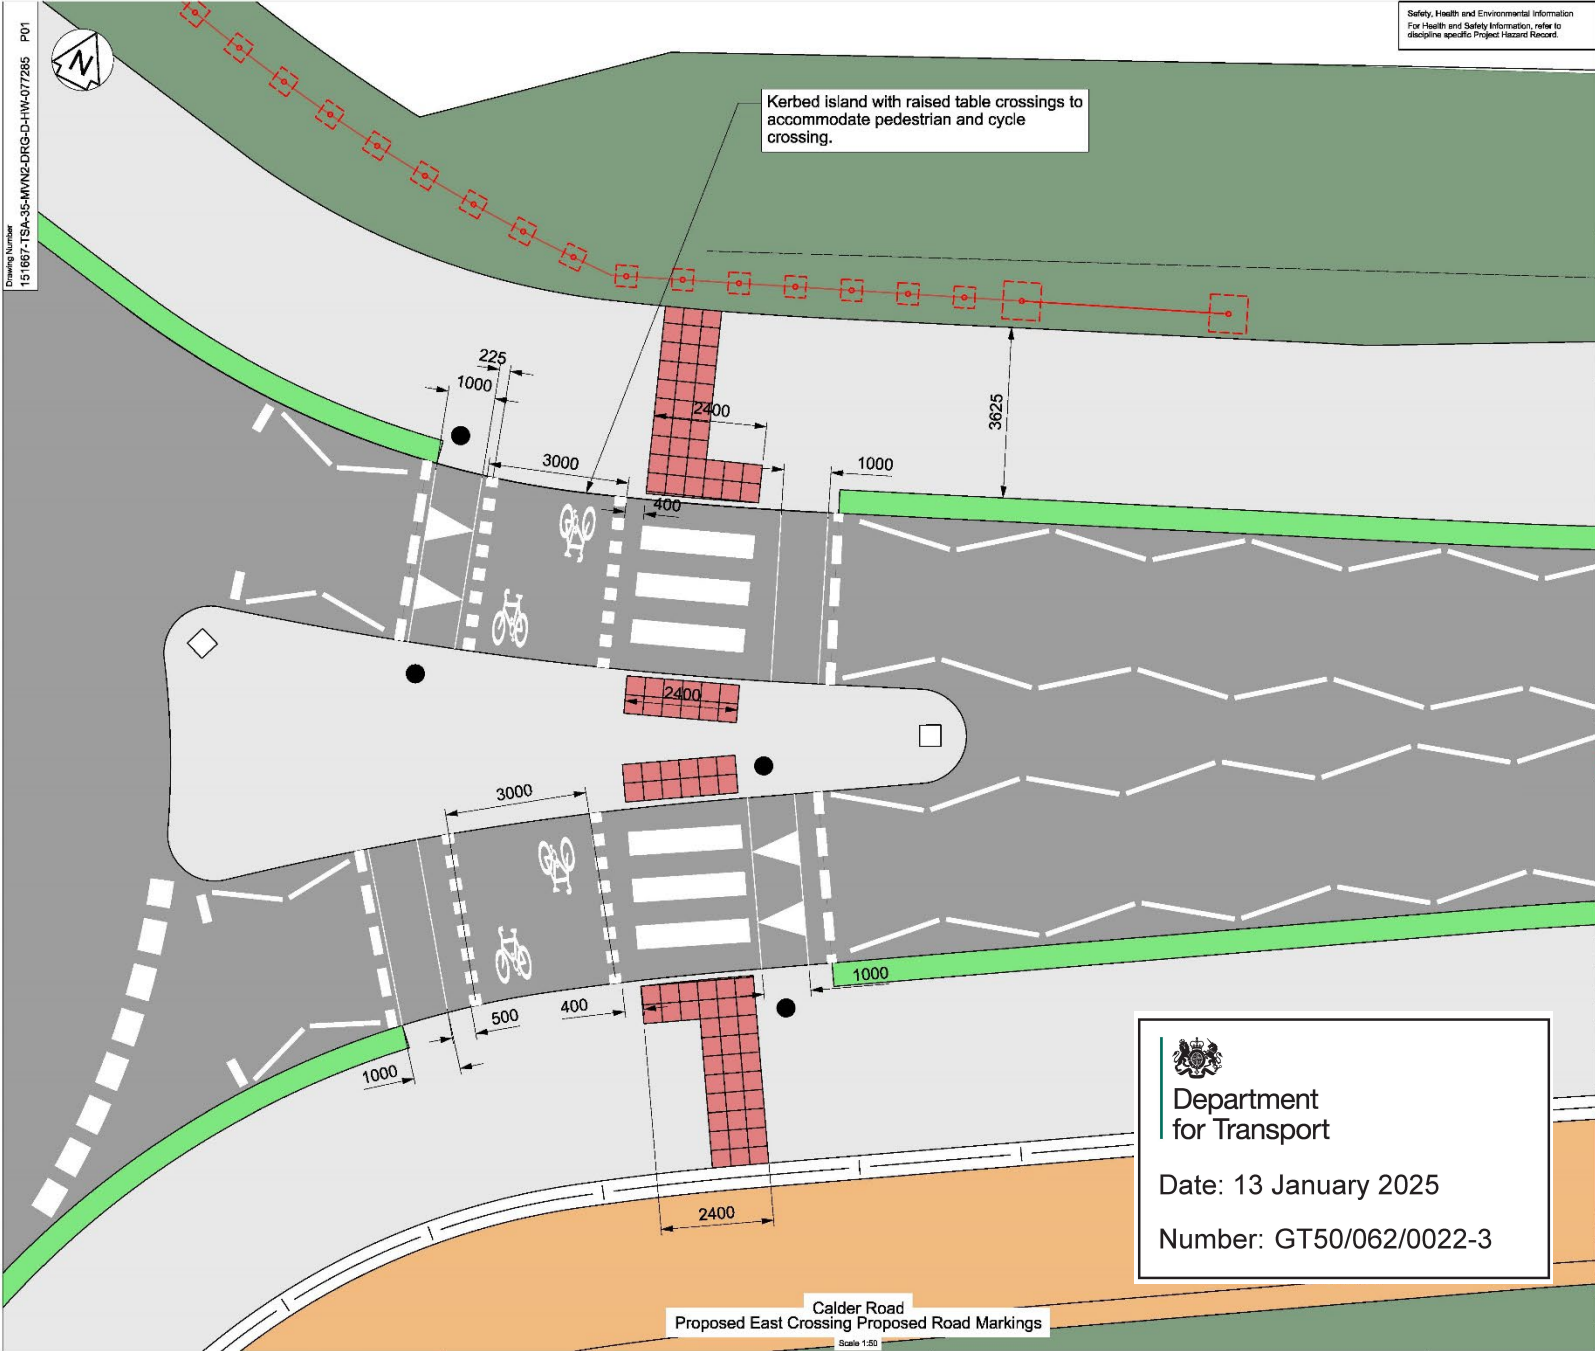 Safety, Health and Environmental Information
For Health and Safety Information, refer to
discipline specific Project Hazard Record.
Drawing Number
151667-TSA-35-MVN2-DRG-D-HW-077285 P01
N
Kerbed island with raised table crossings to
accommodate pedestrian and cycle
crossing.
225
1000
2400
3625
3000
1000
400
2400
3000
1000
500
400
1000
2400
Department
for Transport
Date: 13 January 2025
Number: GT50/062/0022-3
Calder Road
Proposed East Crossing Proposed Road Markings
Scale 1:50